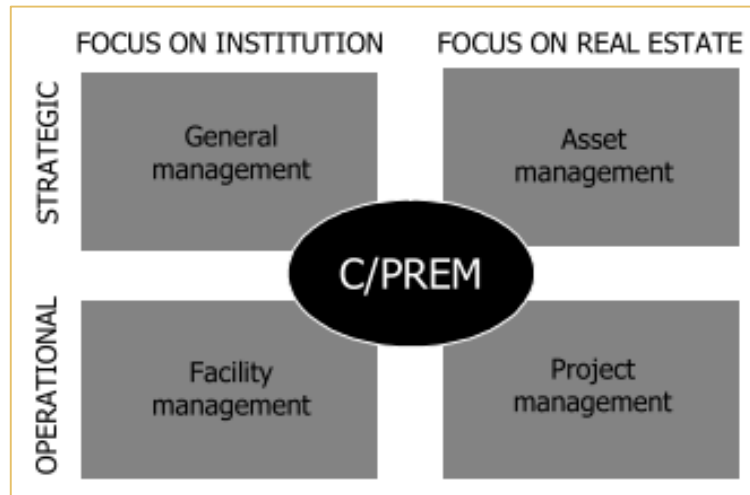 FOCUS ON INSTITUTION
FOCUS ON REAL ESTATE
STRATEGIC
General
management
Asset
management
C/PREM
OPERATIONAL
Facility
management
Project
management